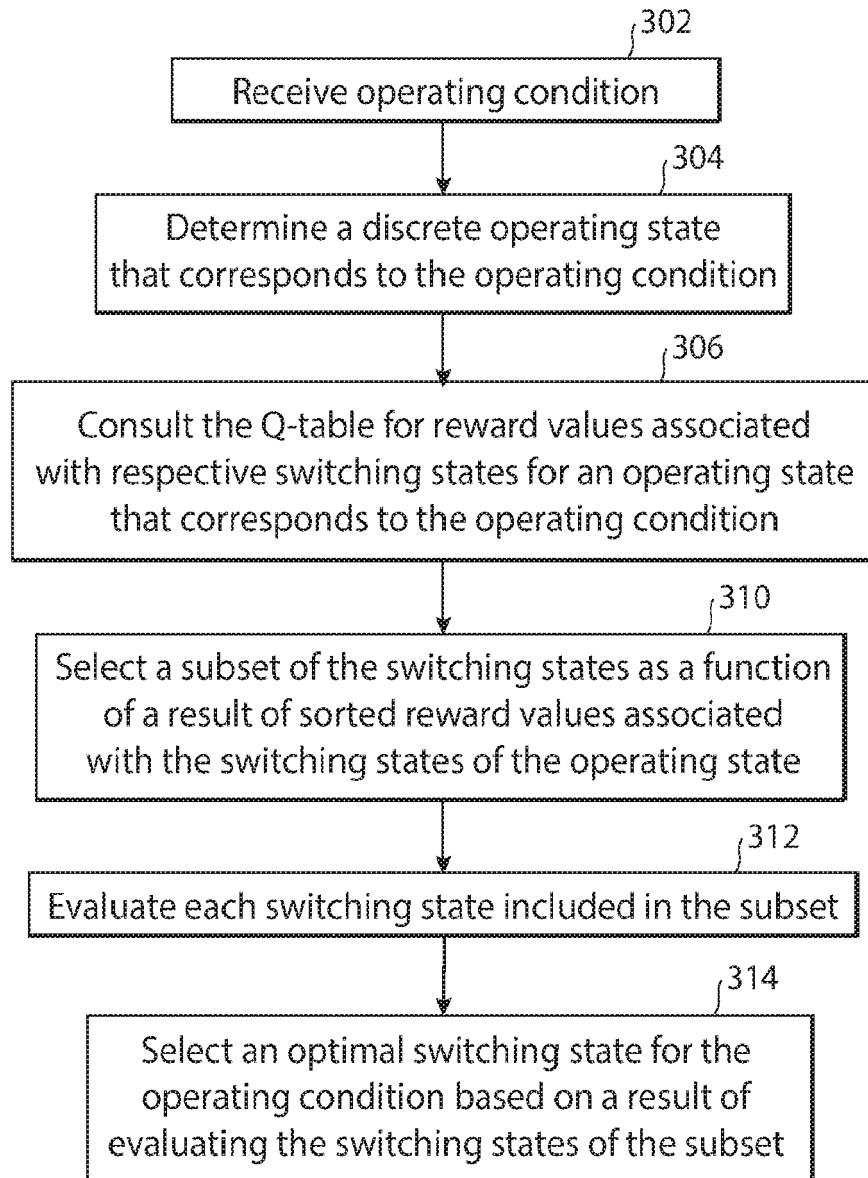 302
Receive operating condition
304
Determine a discrete operating state
that corresponds to the operating condition
306
Consult the Q-table for reward values associated
with respective switching states for an operating state
that corresponds to the operating condition
310
Select a subset of the switching states as a function
of a result of sorted reward values associated
with the switching states of the operating state
312
Evaluate each switching state included in the subset
314
Select an optimal switching state for the
operating condition based on a result of
evaluating the switching states of the subset